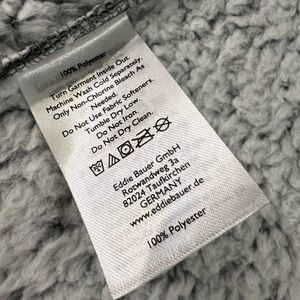 100% Polyester
Turn Garment Inside Out
Machine Wash Cold Separately
Only Non-Chlorine Bleach As
Needed.
Do Not Use Fabric Softeners.
Tumble Dry Low.
Do Not Iron.
Do Not Dry Clean.
Eddie Bauer GmbH
Rotwandweg 3a
82024 Taufkirchen
GERMANY
www.eddiebauer.de
100% Polyester